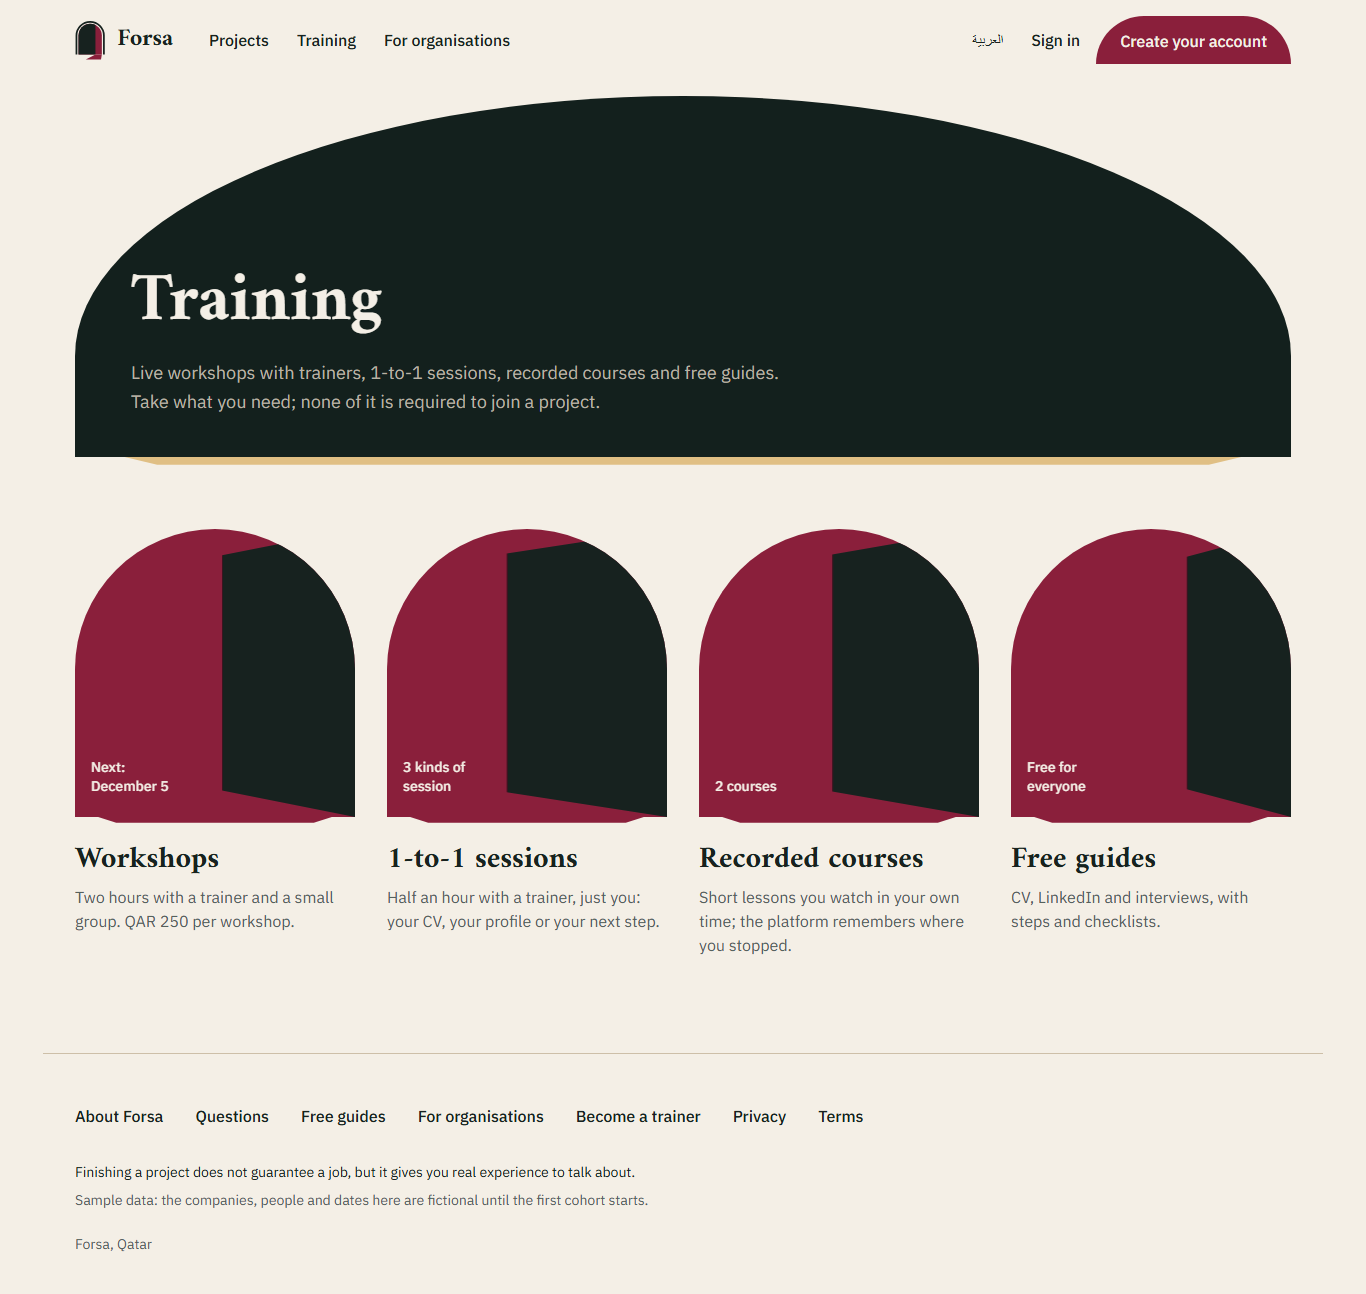 Forsa
Projects
Training
For organisations
العربية
Sign in
Create your account
Training
Live workshops with trainers, 1-to-1 sessions, recorded courses and free guides.
Take what you need; none of it is required to join a project.
Next:
December 5
Workshops
Two hours with a trainer and a small
group. QAR 250 per workshop.
3 kinds of
session
1-to-1 sessions
Half an hour with a trainer, just you:
your CV, your profile or your next step.
2 courses
Recorded courses
Short lessons you watch in your own
time; the platform remembers where
you stopped.
Free for
everyone
Free guides
CV, LinkedIn and interviews, with
steps and checklists.
About Forsa
Questions
Free guides
For organisations
Become a trainer
Privacy
Terms
Finishing a project does not guarantee a job, but it gives you real experience to talk about.
Sample data: the companies, people and dates here are fictional until the first cohort starts.
Forsa, Qatar